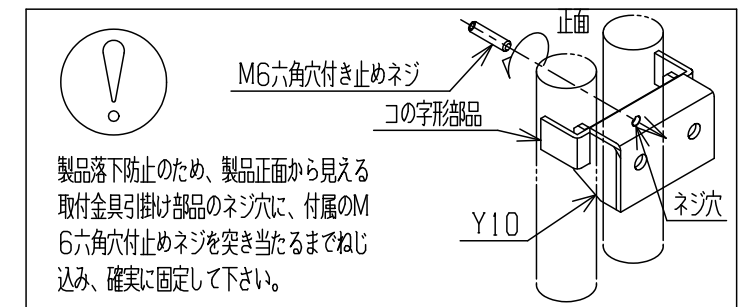 正面
M6六角穴付き止めネジ
コの字形部品
製品落下防止のため、製品正面から見える
取付金具引掛け部品のネジ穴に、付属のM
6六角穴付止めネジを突き当たるまでねじ
込み、確実に固定して下さい。
Y10
ネジ穴